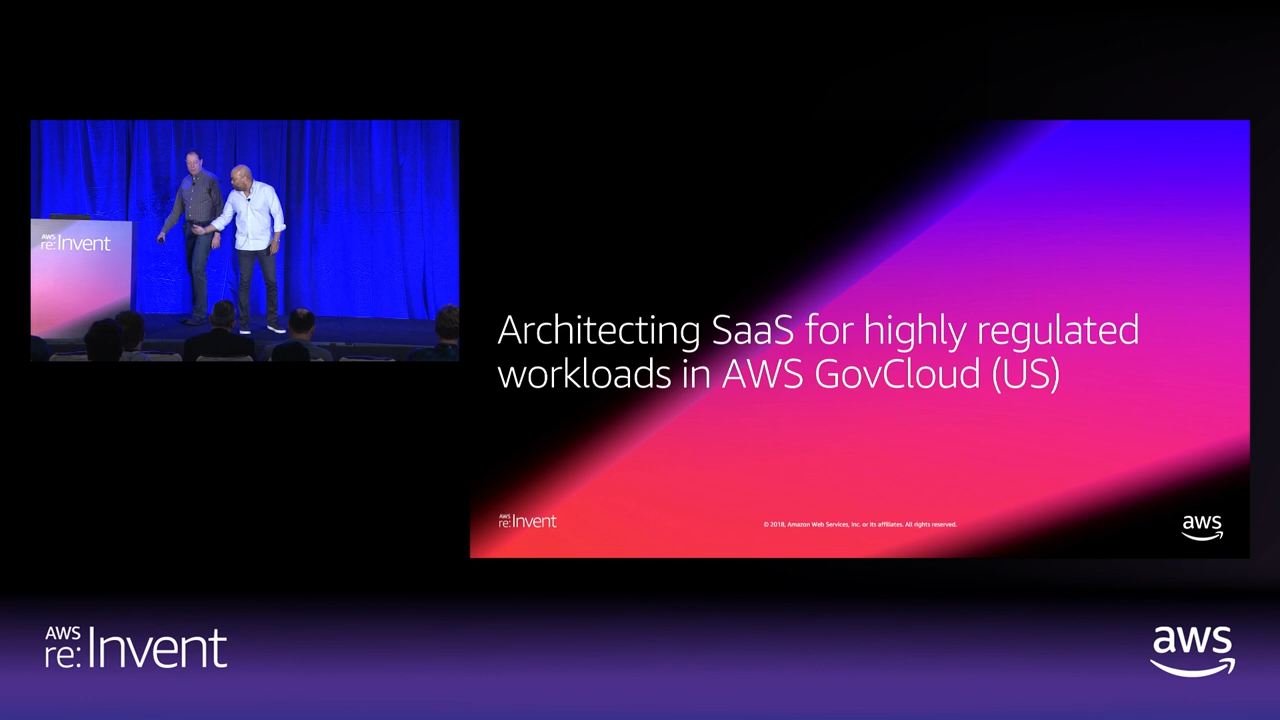 AWS
re:Invent
Architecting SaaS for highly regulated
workloads in AWS GovCloud (US)
AWS
re:Invent
© 2018, Amazon Web Services, Inc. or its affiliates. All rights reserved.
aws
AWS
re:Invent
aws